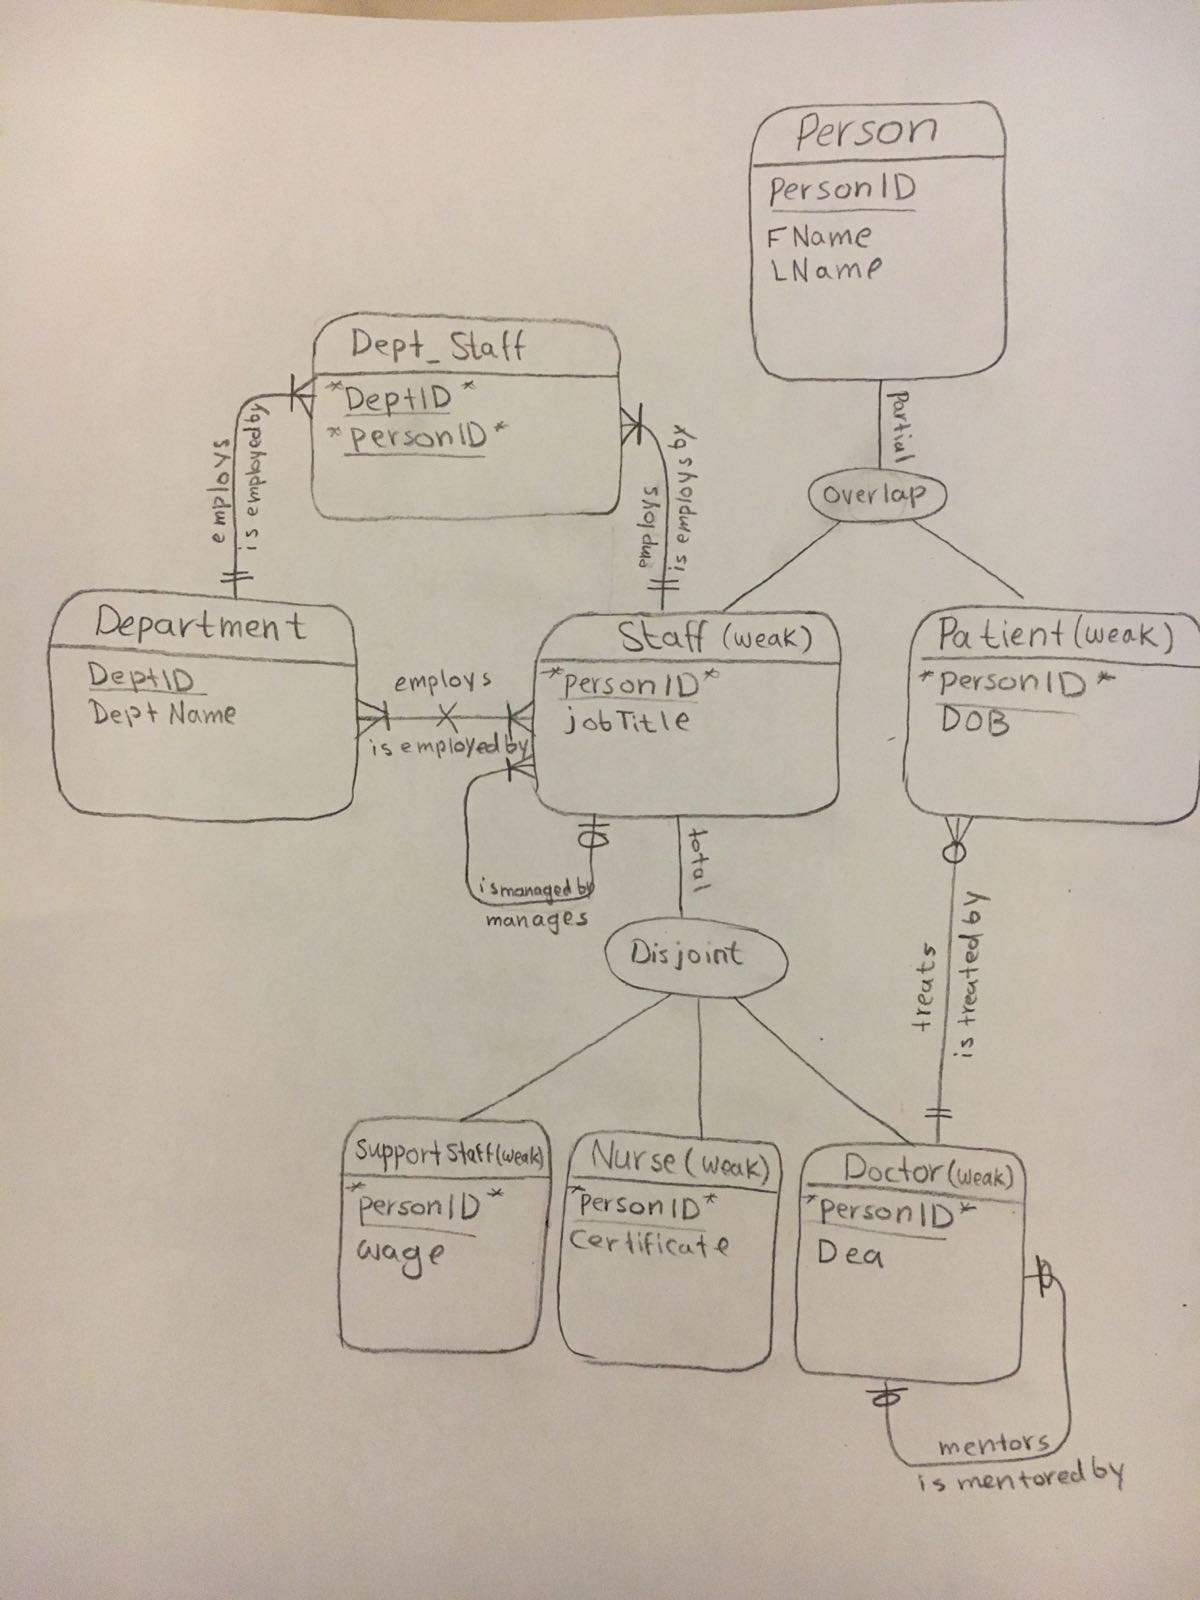 Person
PersonID
FName
LName
Partial
Overlap
Dept_Staff
*DeptID*
*personID*
employs
is employed by
employs
is employs by
Department
DeptID
Dept Name
employs
is employed by
Staff (weak)
*personID*
jobTitle
is managed by
manages
Patient (weak)
*personID*
DOB
total
Disjoint
treats
is treated by
Support Staff (weak)
*personID*
wage
Nurse (weak)
*personID*
Certificate
Doctor (weak)
*personID*
Dea
mentors
is mentored by